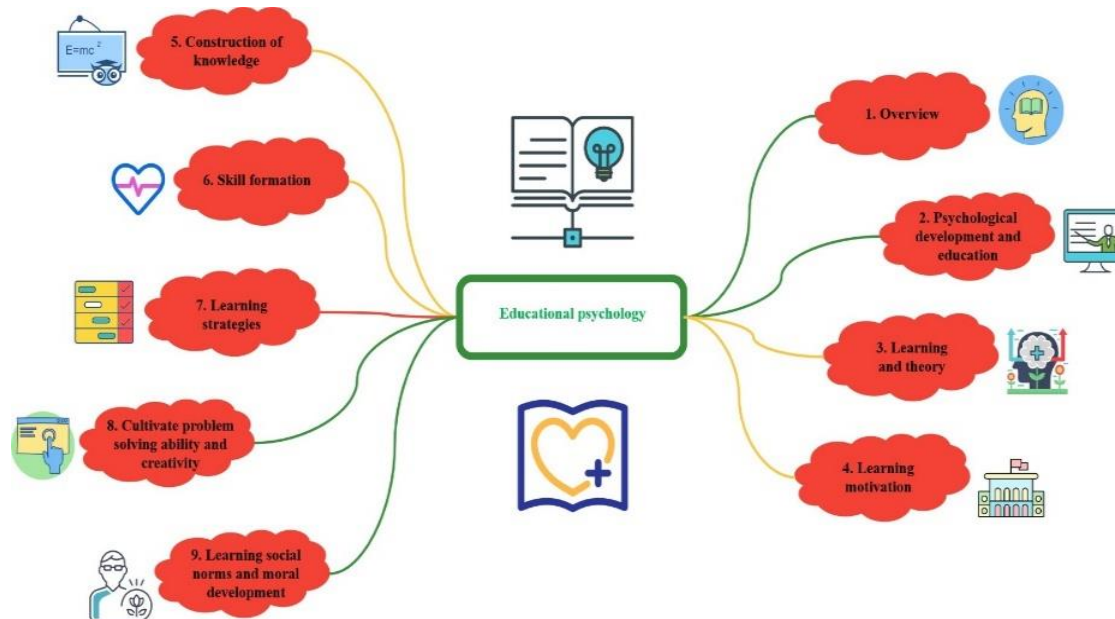 Educational psychology
1. Overview
2. Psychological
development and
education
3. Learning
and theory
4. Learning
motivation
5. Construction of
knowledge
E=mc 2
6. Skill formation
7. Learning
strategies
8. Cultivate problem
solving ability and
creativity
9. Learning social
norms and moral
development